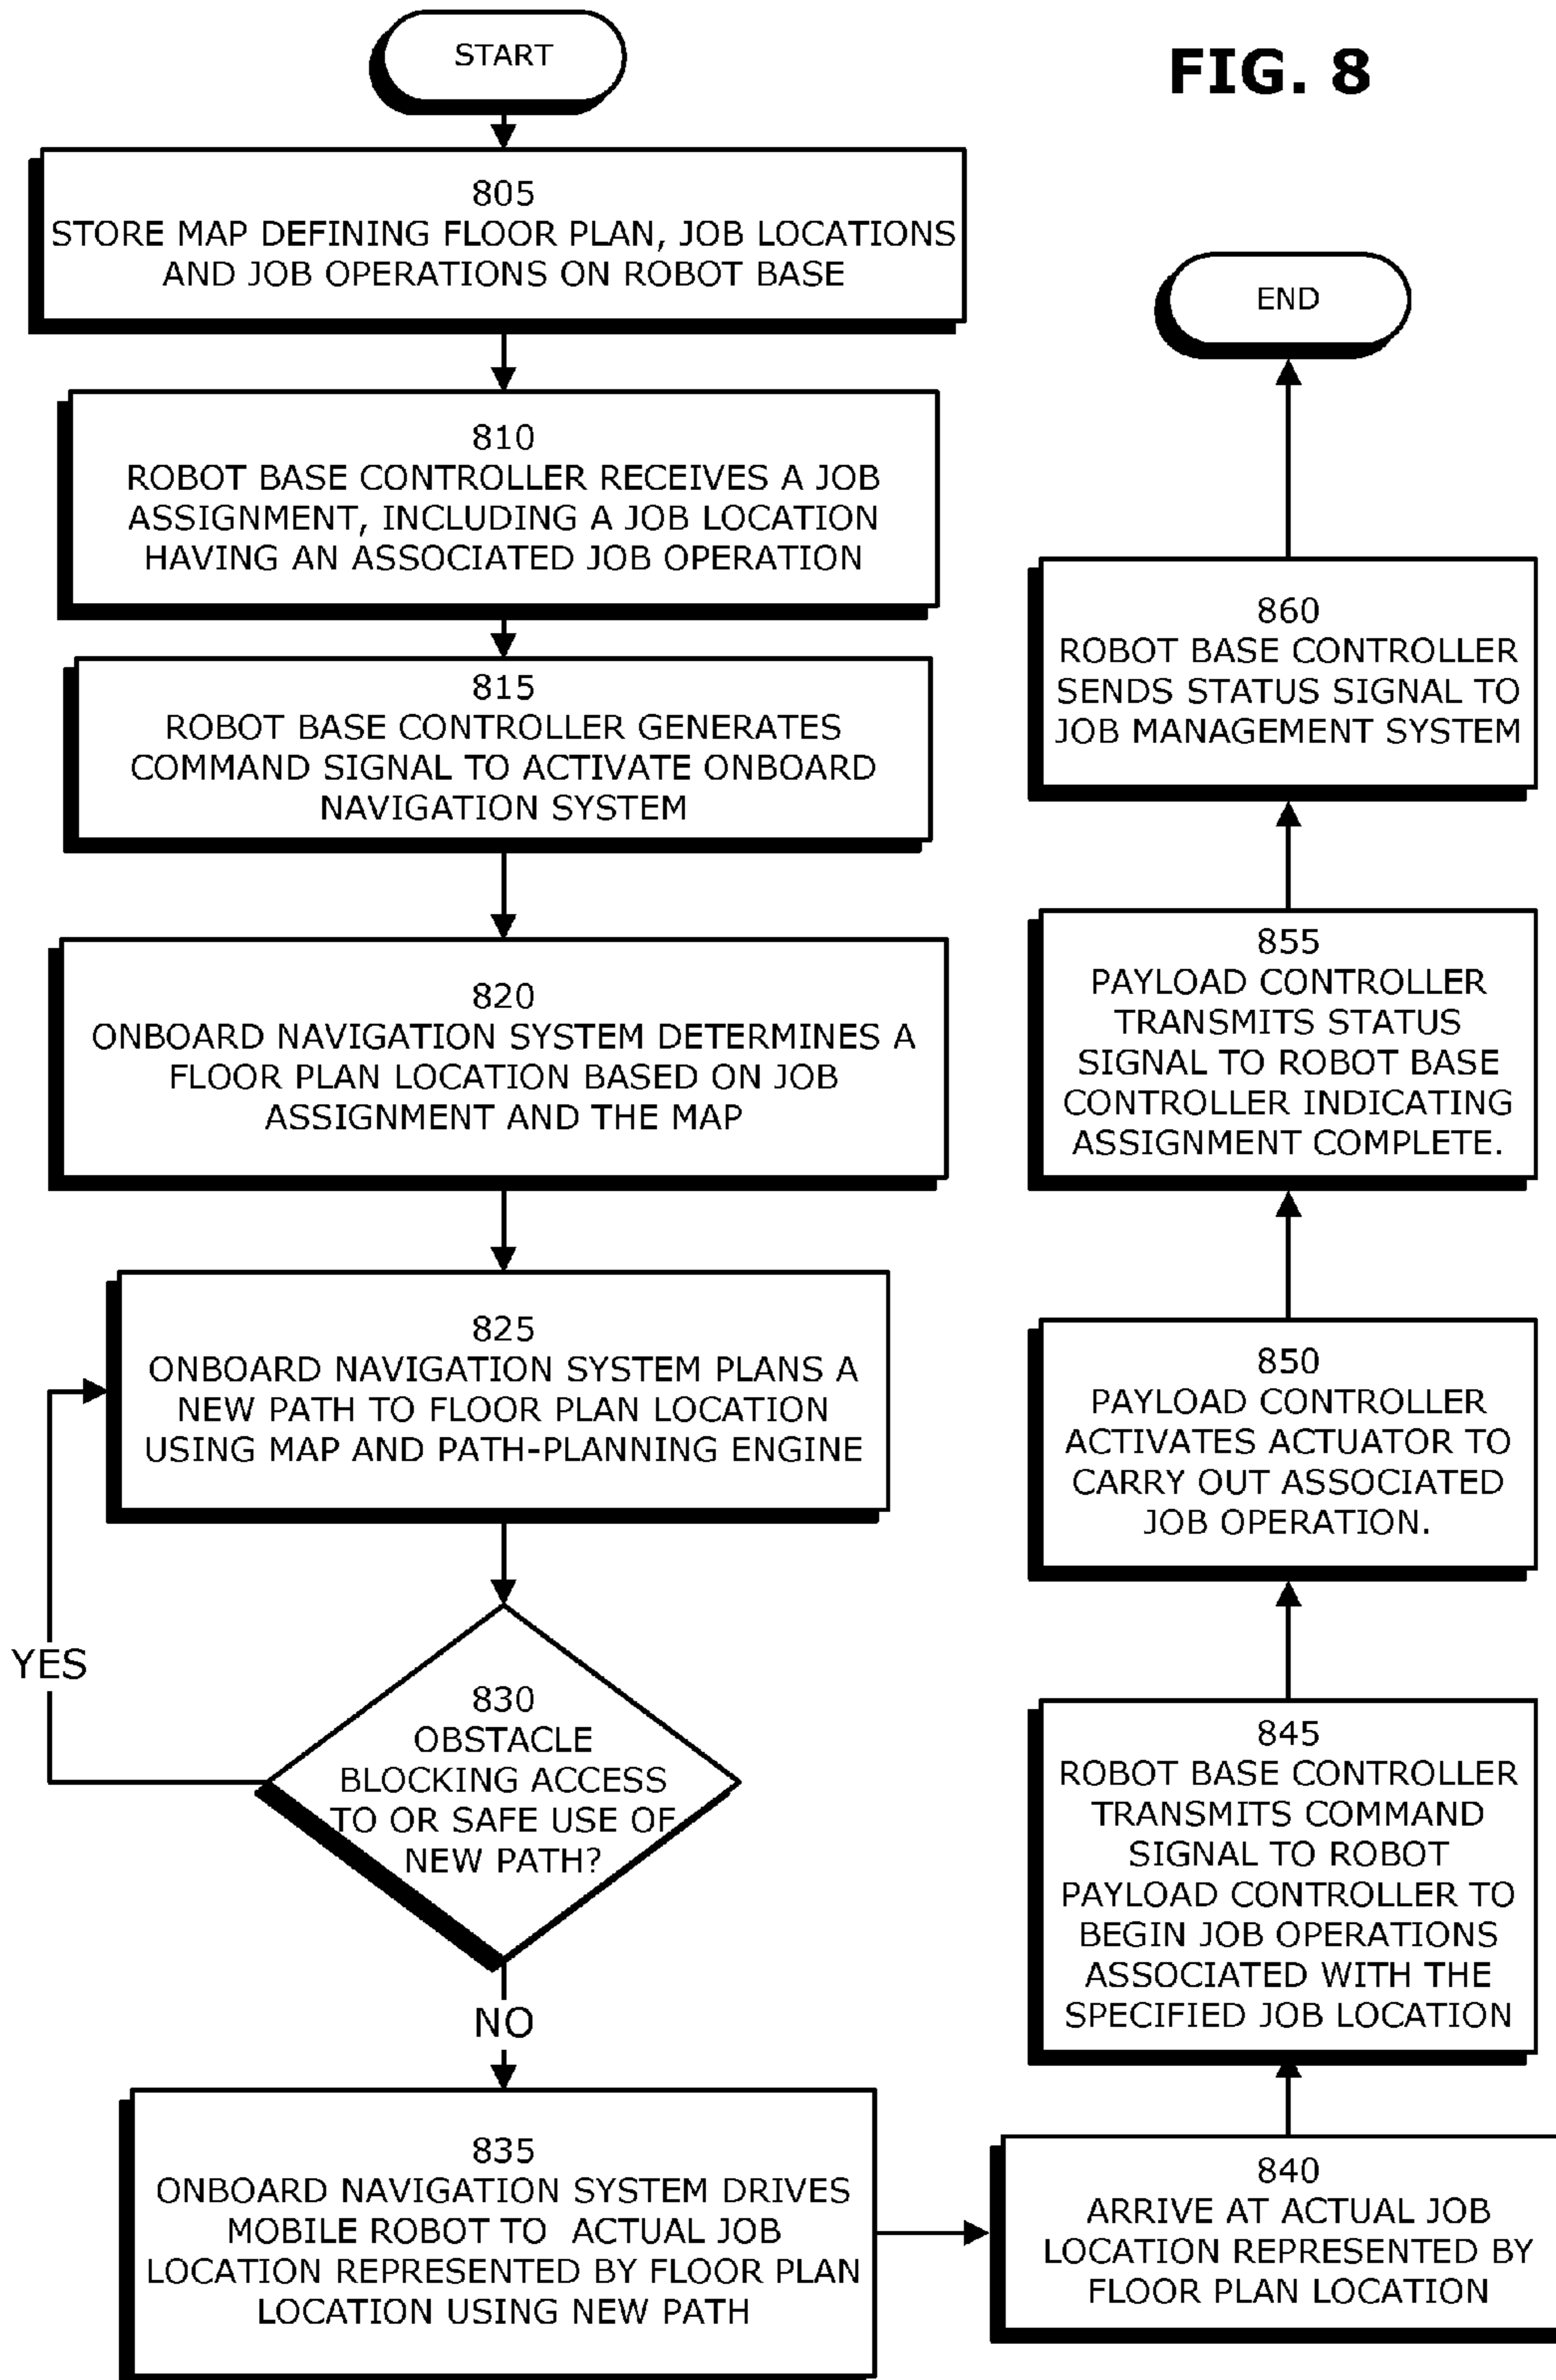 FIG. 8
START
805
STORE MAP DEFINING FLOOR PLAN, JOB LOCATIONS
AND JOB OPERATIONS ON ROBOT BASE
810
ROBOT BASE CONTROLLER RECEIVES A JOB
ASSIGNMENT, INCLUDING A JOB LOCATION
HAVING AN ASSOCIATED JOB OPERATION
815
ROBOT BASE CONTROLLER GENERATES
COMMAND SIGNAL TO ACTIVATE ONBOARD
NAVIGATION SYSTEM
820
ONBOARD NAVIGATION SYSTEM DETERMINES A
FLOOR PLAN LOCATION BASED ON JOB
ASSIGNMENT AND THE MAP
825
ONBOARD NAVIGATION SYSTEM PLANS A
NEW PATH TO FLOOR PLAN LOCATION
USING MAP AND PATH-PLANNING ENGINE
YES
830
OBSTACLE
BLOCKING ACCESS
TO OR SAFE USE OF
NEW PATH?
NO
835
ONBOARD NAVIGATION SYSTEM DRIVES
MOBILE ROBOT TO ACTUAL JOB
LOCATION REPRESENTED BY FLOOR PLAN
LOCATION USING NEW PATH
840
ARRIVE AT ACTUAL JOB
LOCATION REPRESENTED BY
FLOOR PLAN LOCATION
845
ROBOT BASE CONTROLLER
TRANSMITS COMMAND
SIGNAL TO ROBOT
PAYLOAD CONTROLLER TO
BEGIN JOB OPERATIONS
ASSOCIATED WITH THE
SPECIFIED JOB LOCATION
850
PAYLOAD CONTROLLER
ACTIVATES ACTUATOR TO
CARRY OUT ASSOCIATED
JOB OPERATION.
855
PAYLOAD CONTROLLER
TRANSMITS STATUS
SIGNAL TO ROBOT BASE
CONTROLLER INDICATING
ASSIGNMENT COMPLETE.
860
ROBOT BASE CONTROLLER
SENDS STATUS SIGNAL TO
JOB MANAGEMENT SYSTEM
END